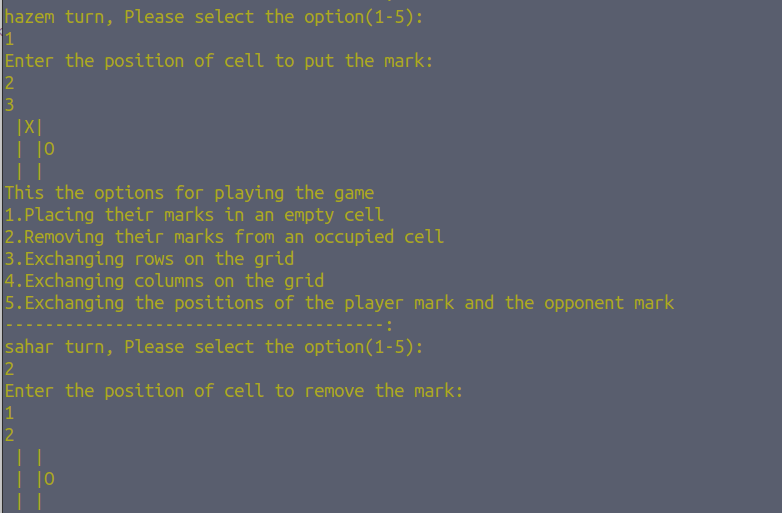 hazem turn, Please select the option(1-5):
1
Enter the position of cell to put the mark:
2
3
 |X|
 | |O
 | |
This the options for playing the game
1.Placing their marks in an empty cell
2.Removing their marks from an occupied cell
3.Exchanging rows on the grid
4.Exchanging columns on the grid
5.Exchanging the positions of the player mark and the opponent mark
--------------------------------------:
sahar turn, Please select the option(1-5):
2
Enter the position of cell to remove the mark:
1
2
 | |
 | |O
 | |